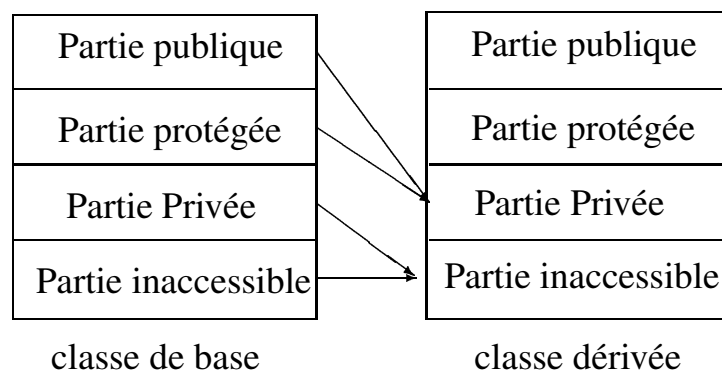 Partie publique
Partie protégée
Partie Privée
Partie inaccessible
classe de base
Partie publique
Partie protégée
Partie Privée
Partie inaccessible
classe dérivée